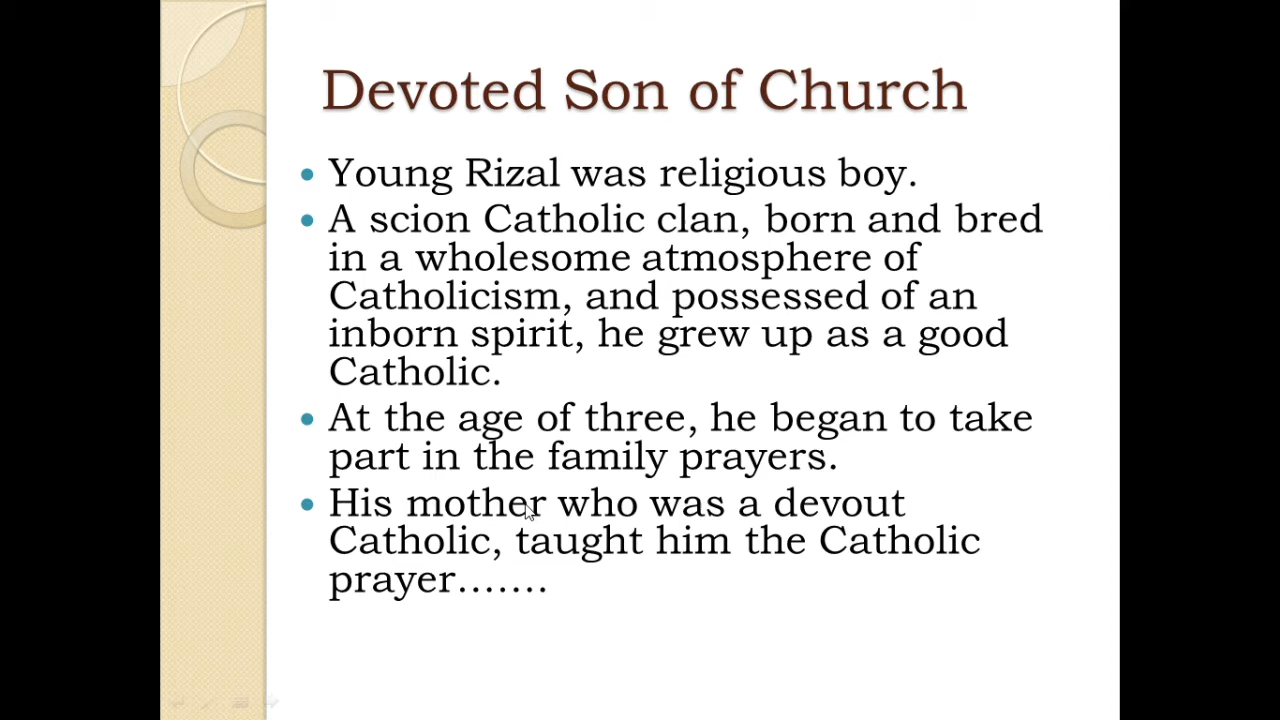 Devoted Son of Church
• Young Rizal was religious boy.
• A scion Catholic clan, born and bred
in a wholesome atmosphere of
Catholicism, and possessed of an
inborn spirit, he grew up as a good
Catholic.
• At the age of three, he began to take
part in the family prayers.
• His mother who was a devout
Catholic, taught him the Catholic
prayer.......